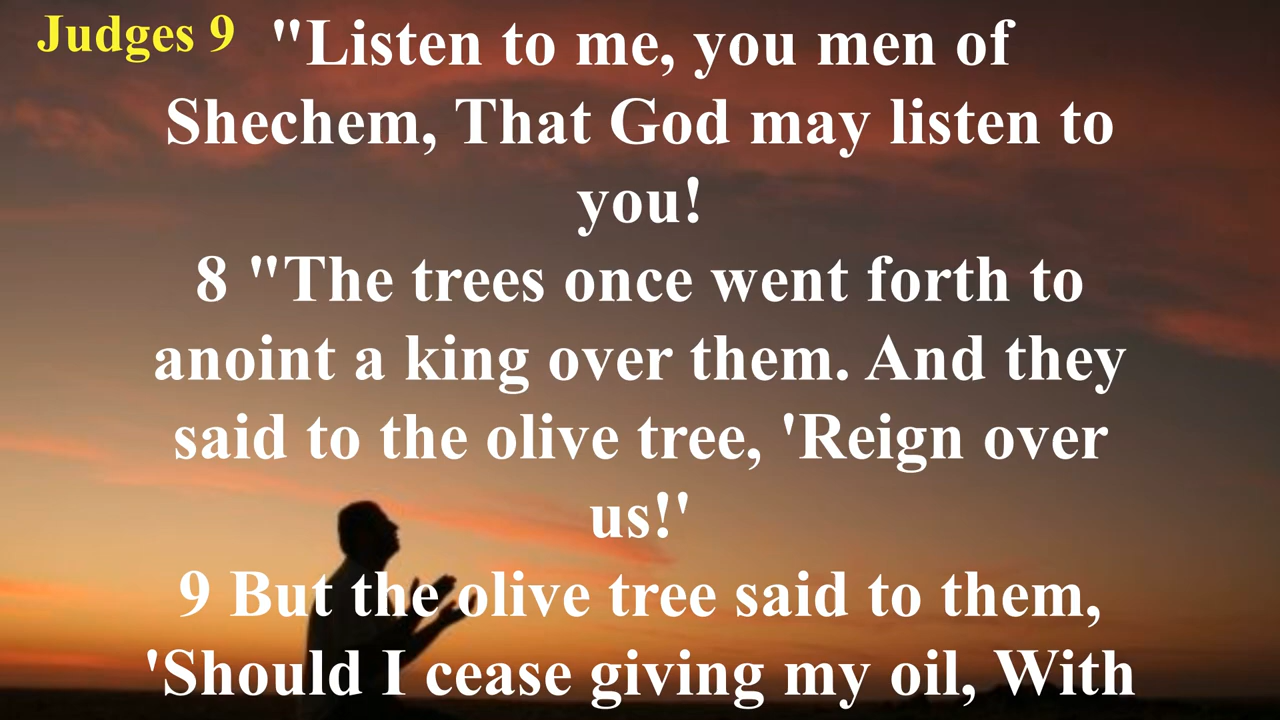 Judges 9
"Listen to me, you men of
Shechem, That God may listen to
you!
8 "The trees once went forth to
anoint a king over them. And they
said to the olive tree, 'Reign over
us!'
9 But the olive tree said to them,
'Should I cease giving my oil, With